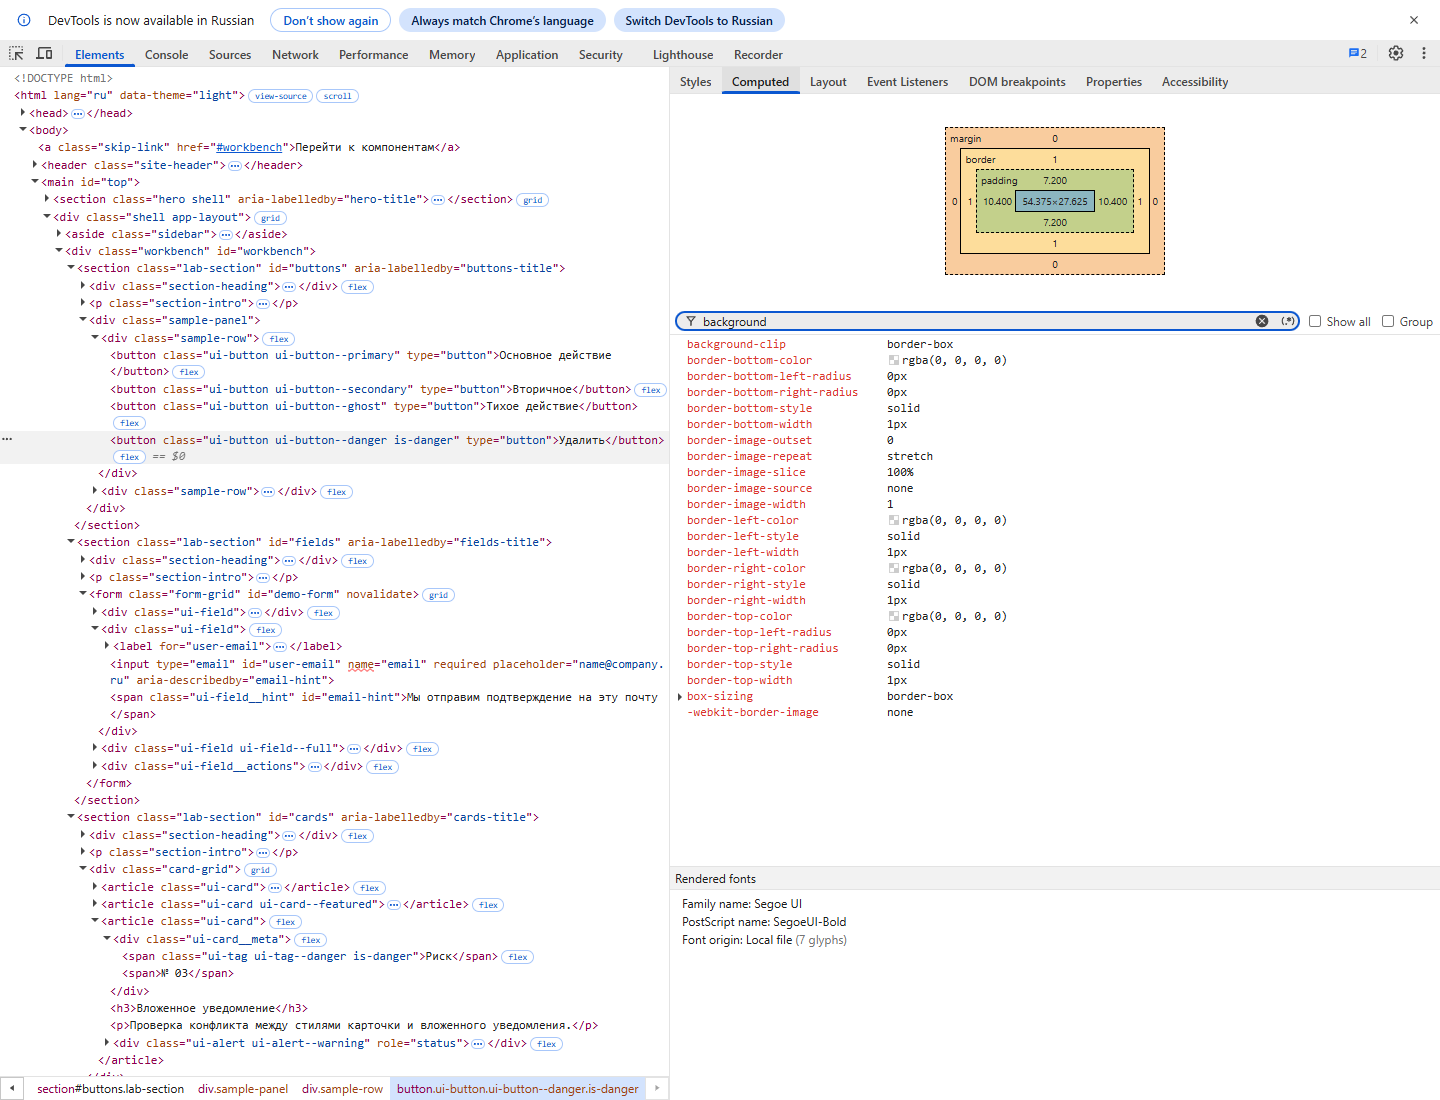 DevTools is now available in Russian Don't show again Always match Chrome's language Switch DevTools to Russian
Elements Console Sources Network Performance Memory Application Security Lighthouse Recorder 2
<!DOCTYPE html>
<html lang="ru" data-theme="light"> view-source scroll
<head> ••• </head>
<body>
<a class="skip-link" href="#workbench">Перейти к компонентам</a>
<header class="site-header"> ••• </header>
<main id="top">
<section class="hero shell" aria-labelledby="hero-title"> ••• </section> grid
<div class="shell app-layout"> grid
<aside class="sidebar"> ••• </aside>
<div class="workbench" id="workbench">
<section class="lab-section" id="buttons" aria-labelledby="buttons-title">
<div class="section-heading"> ••• </div> flex
<p class="section-intro"> ••• </p>
<div class="sample-panel">
<div class="sample-row"> flex
<button class="ui-button ui-button--primary" type="button">Основное действие
</button> flex
<button class="ui-button ui-button--secondary" type="button">Вторичное</button> flex
<button class="ui-button ui-button--ghost" type="button">Тихое действие</button>
flex
<button class="ui-button ui-button--danger is-danger" type="button">Удалить</button>
flex == $0
</div>
<div class="sample-row"> ••• </div> flex
</div>
</section>
<section class="lab-section" id="fields" aria-labelledby="fields-title">
<div class="section-heading"> ••• </div> flex
<p class="section-intro"> ••• </p>
<form class="form-grid" id="demo-form" novalidate> grid
<div class="ui-field"> ••• </div> flex
<div class="ui-field"> flex
<label for="user-email"> ••• </label>
<input type="email" id="user-email" name="email" required placeholder="name@company.
ru" aria-describedby="email-hint">
<span class="ui-field__hint" id="email-hint">Мы отправим подтверждение на эту почту
</span>
</div>
<div class="ui-field ui-field--full"> ••• </div> flex
<div class="ui-field__actions"> ••• </div> flex
</form>
</section>
<section class="lab-section" id="cards" aria-labelledby="cards-title">
<div class="section-heading"> ••• </div> flex
<p class="section-intro"> ••• </p>
<div class="card-grid"> grid
<article class="ui-card"> ••• </article> flex
<article class="ui-card ui-card--featured"> ••• </article> flex
<article class="ui-card"> flex
<div class="ui-card__meta"> flex
<span class="ui-tag ui-tag--danger is-danger">Риск</span> flex
<span>№ 03</span>
</div>
<h3>Вложенное уведомление</h3>
<p>Проверка конфликта между стилями карточки и вложенного уведомления.</p>
<div class="ui-alert ui-alert--warning" role="status"> ••• </div> flex
</article>
section#buttons.lab-section div.sample-panel div.sample-row button.ui-button.ui-button--danger.is-danger
Styles Computed Layout Event Listeners DOM breakpoints Properties Accessibility
margin 0
border 1
padding 7.200
0 1 10.400 54.375×27.625 10.400 1 0
7.200
1
0
background (.*) Show all Group
background-clip border-box
border-bottom-color rgba(0, 0, 0, 0)
border-bottom-left-radius 0px
border-bottom-right-radius 0px
border-bottom-style solid
border-bottom-width 1px
border-image-outset 0
border-image-repeat stretch
border-image-slice 100%
border-image-source none
border-image-width 1
border-left-color rgba(0, 0, 0, 0)
border-left-style solid
border-left-width 1px
border-right-color rgba(0, 0, 0, 0)
border-right-style solid
border-right-width 1px
border-top-color rgba(0, 0, 0, 0)
border-top-left-radius 0px
border-top-right-radius 0px
border-top-style solid
border-top-width 1px
box-sizing border-box
-webkit-border-image none
Rendered fonts
Family name: Segoe UI
PostScript name: SegoeUI-Bold
Font origin: Local file (7 glyphs)